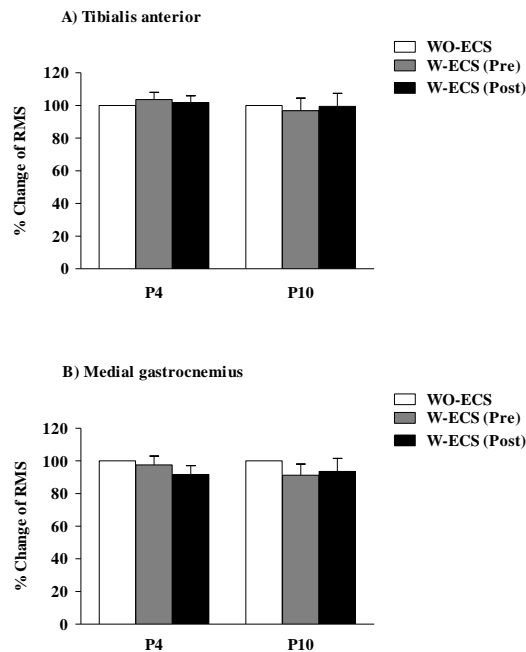 A) Tibialis anterior
WO-ECS
W-ECS (Pre)
W-ECS (Post)
% Change of RMS
120
100
80
60
40
20
0
P4 P10
B) Medial gastrocnemius
WO-ECS
W-ECS (Pre)
W-ECS (Post)
% Change of RMS
120
100
80
60
40
20
0
P4 P10